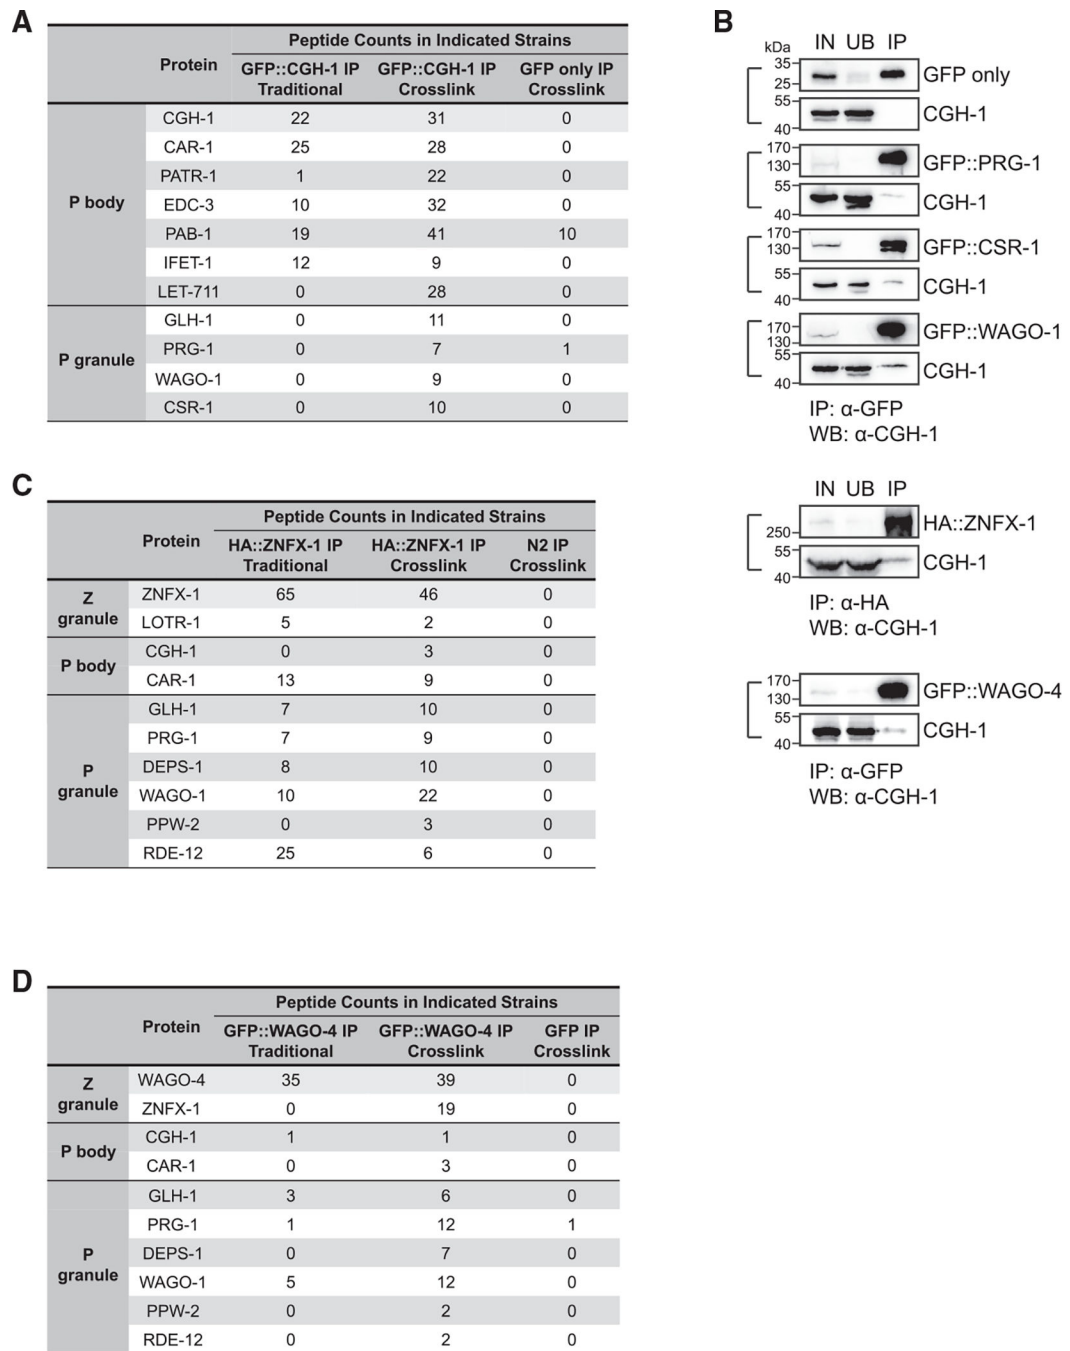 A
Peptide Counts in Indicated Strains
Protein GFP::CGH-1 IP Traditional GFP::CGH-1 IP Crosslink GFP only IP Crosslink
P body
CGH-1 22 31 0
CAR-1 25 28 0
PATR-1 1 22 0
EDC-3 10 32 0
PAB-1 19 41 10
IFET-1 12 9 0
LET-711 0 28 0
P granule
GLH-1 0 11 0
PRG-1 0 7 1
WAGO-1 0 9 0
CSR-1 0 10 0
B
IN UB IP
kDa
35
25
GFP only
55
40
CGH-1
170
130
GFP::PRG-1
55
40
CGH-1
170
130
GFP::CSR-1
55
40
CGH-1
170
130
GFP::WAGO-1
55
40
CGH-1
IP: α-GFP
WB: α-CGH-1
IN UB IP
250
HA::ZNFX-1
55
40
CGH-1
IP: α-HA
WB: α-CGH-1
170
130
GFP::WAGO-4
55
40
CGH-1
IP: α-GFP
WB: α-CGH-1
C
Peptide Counts in Indicated Strains
Protein HA::ZNFX-1 IP Traditional HA::ZNFX-1 IP Crosslink N2 IP Crosslink
Z granule
ZNFX-1 65 46 0
LOTR-1 5 2 0
P body
CGH-1 0 3 0
CAR-1 13 9 0
P granule
GLH-1 7 10 0
PRG-1 7 9 0
DEPS-1 8 10 0
WAGO-1 10 22 0
PPW-2 0 3 0
RDE-12 25 6 0
D
Peptide Counts in Indicated Strains
Protein GFP::WAGO-4 IP Traditional GFP::WAGO-4 IP Crosslink GFP IP Crosslink
Z granule
WAGO-4 35 39 0
ZNFX-1 0 19 0
P body
CGH-1 1 1 0
CAR-1 0 3 0
P granule
GLH-1 3 6 0
PRG-1 1 12 1
DEPS-1 0 7 0
WAGO-1 5 12 0
PPW-2 0 2 0
RDE-12 0 2 0